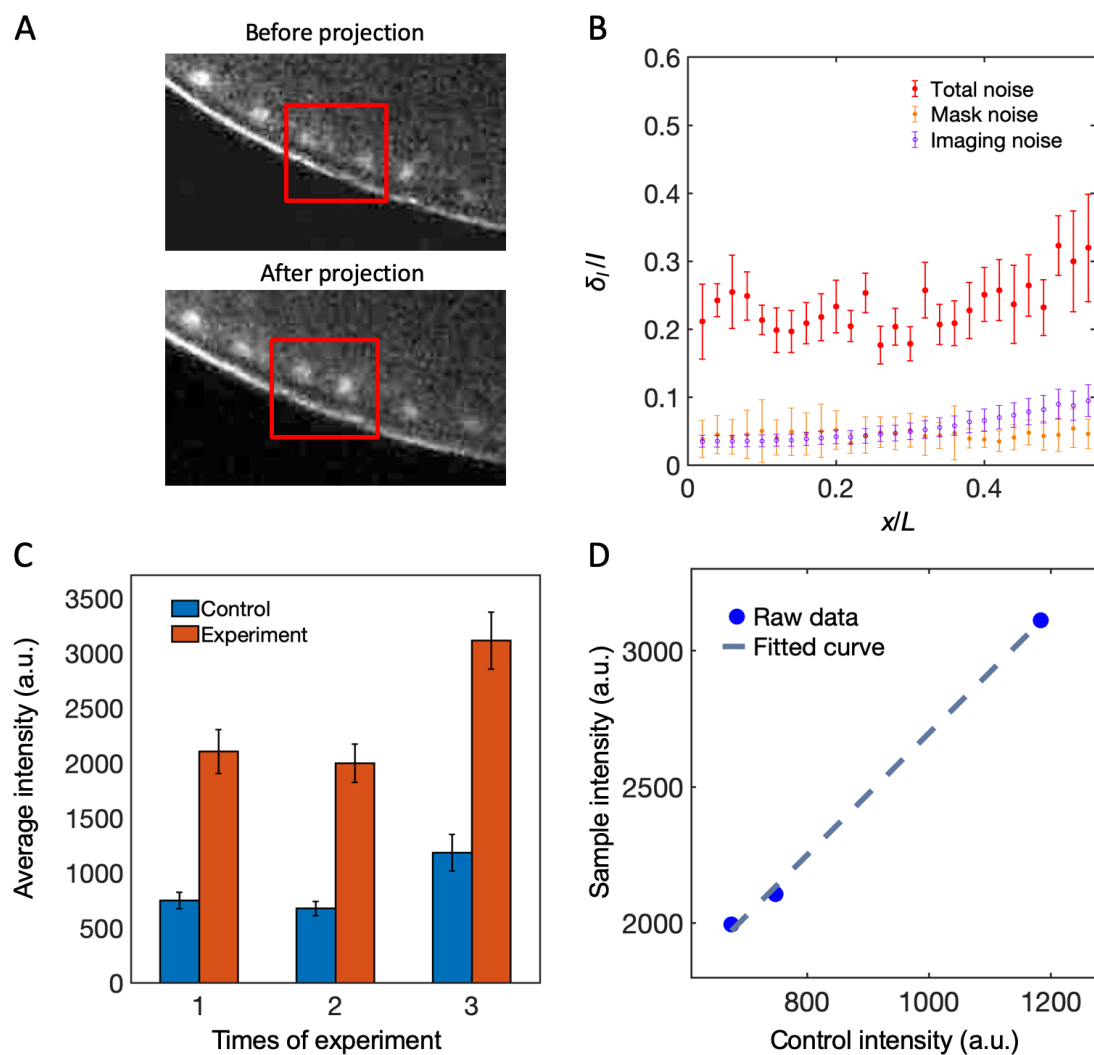 A
Before projection
After projection
B
0.6
0.5
0.4
0.3
0.2
0.1
0
δI/I
Total noise
Mask noise
Imaging noise
0
0.2
0.4
x/L
C
3500
3000
2500
2000
1500
1000
500
0
Average intensity (a.u.)
Control
Experiment
1
2
3
Times of experiment
D
3000
2500
2000
Sample intensity (a.u.)
Raw data
Fitted curve
800
1000
1200
Control intensity (a.u.)